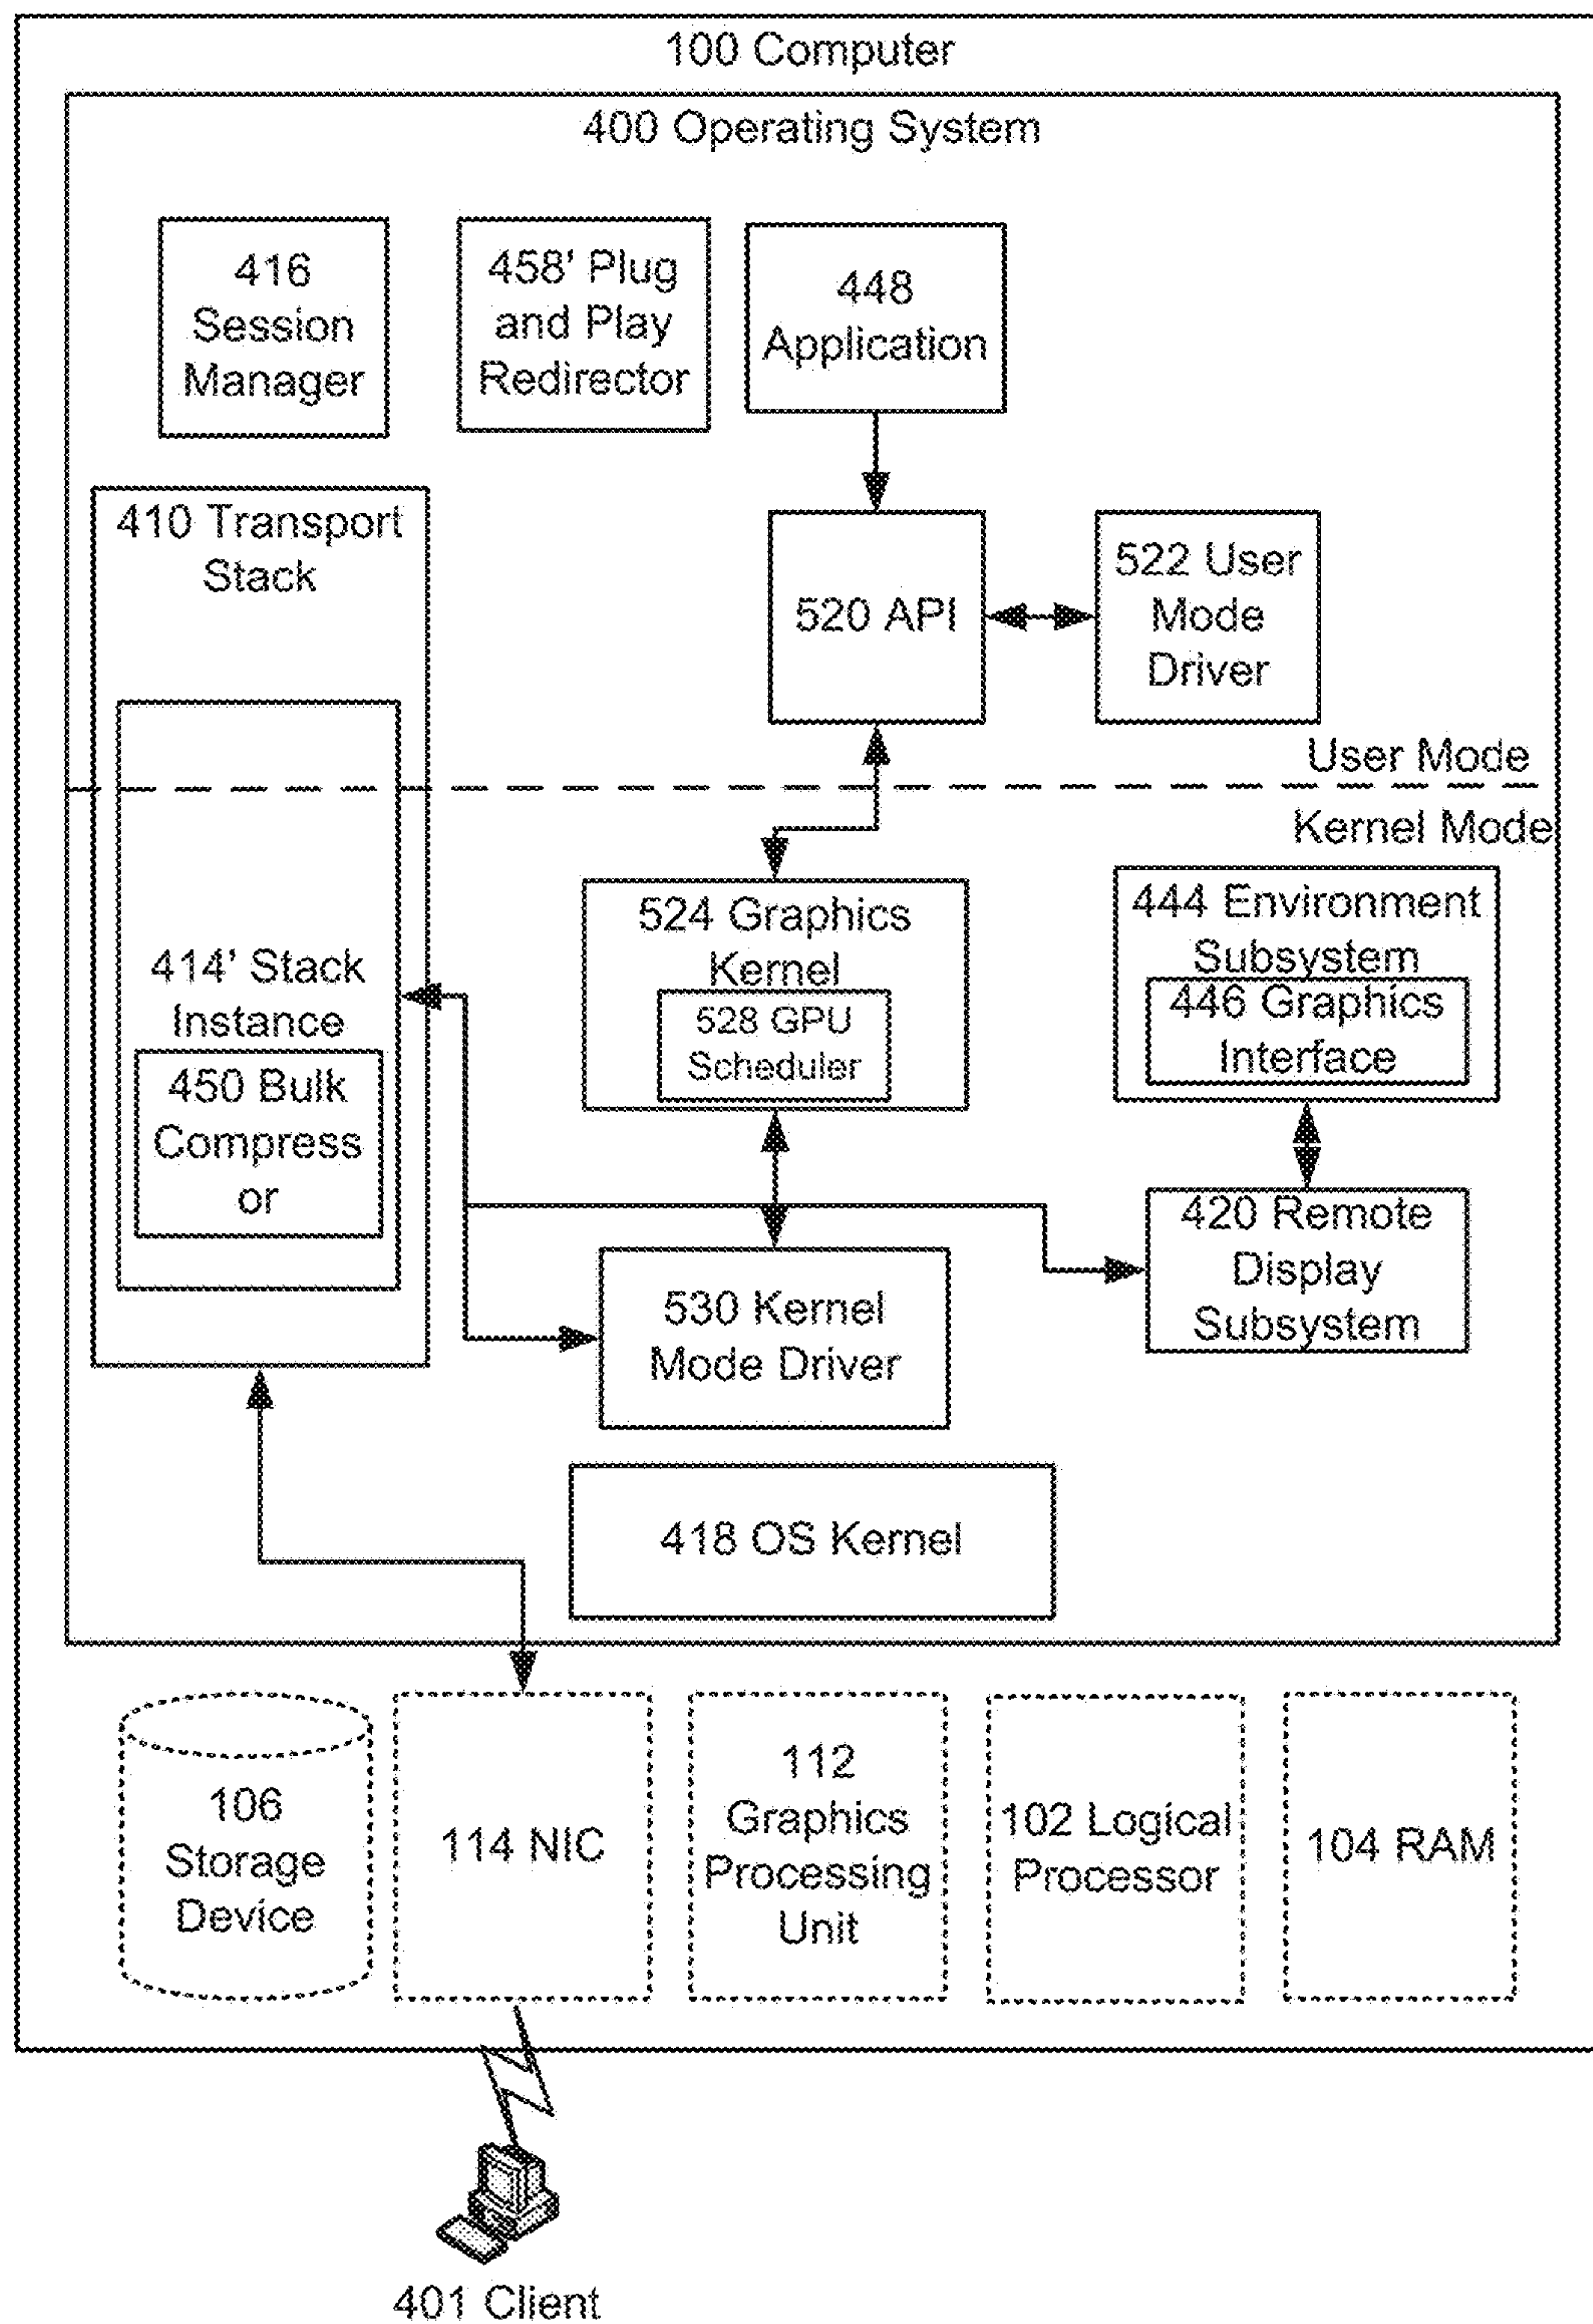 100 Computer
400 Operating System
416
Session
Manager
458' Plug
and Play
Redirector
448
Application
410 Transport
Stack
520 API
522 User
Mode
Driver
User Mode
Kernel Mode
414' Stack
Instance
450 Bulk
Compress
or
524 Graphics
Kernel
528 GPU
Scheduler
444 Environment
Subsystem
446 Graphics
Interface
530 Kernel
Mode Driver
420 Remote
Display
Subsystem
418 OS Kernel
106
Storage
Device
114 NIC
112
Graphics
Processing
Unit
102 Logical
Processor
104 RAM
401 Client